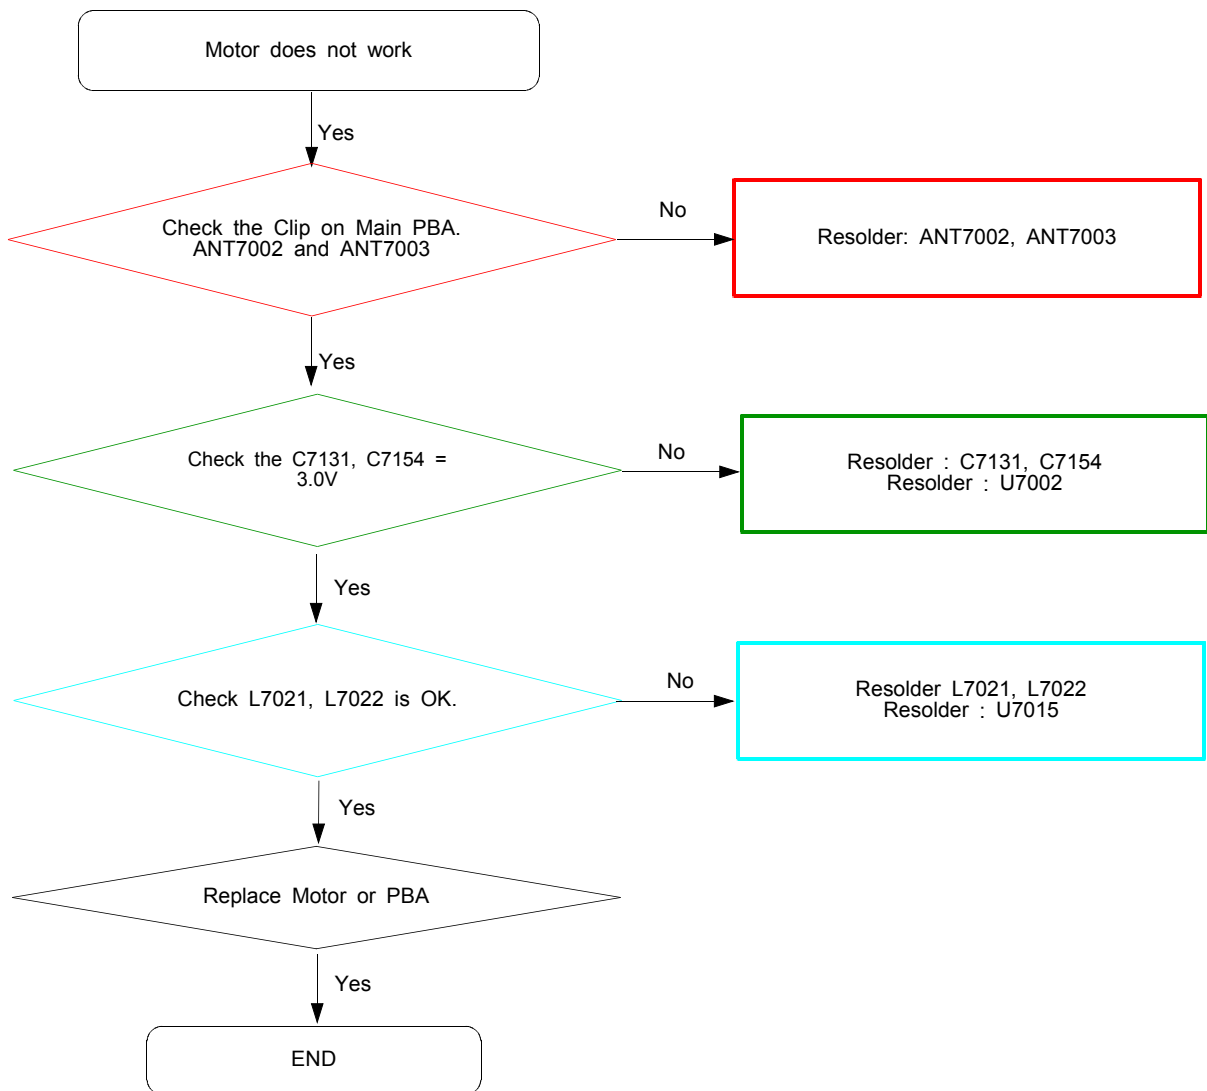 Motor does not work
Yes
Check the Clip on Main PBA.
ANT7002 and ANT7003
No
Resolder: ANT7002, ANT7003
Yes
Check the C7131, C7154 =
3.0V
No
Resolder : C7131, C7154
Resolder : U7002
Yes
Check L7021, L7022 is OK.
No
Resolder L7021, L7022
Resolder : U7015
Yes
Replace Motor or PBA
Yes
END